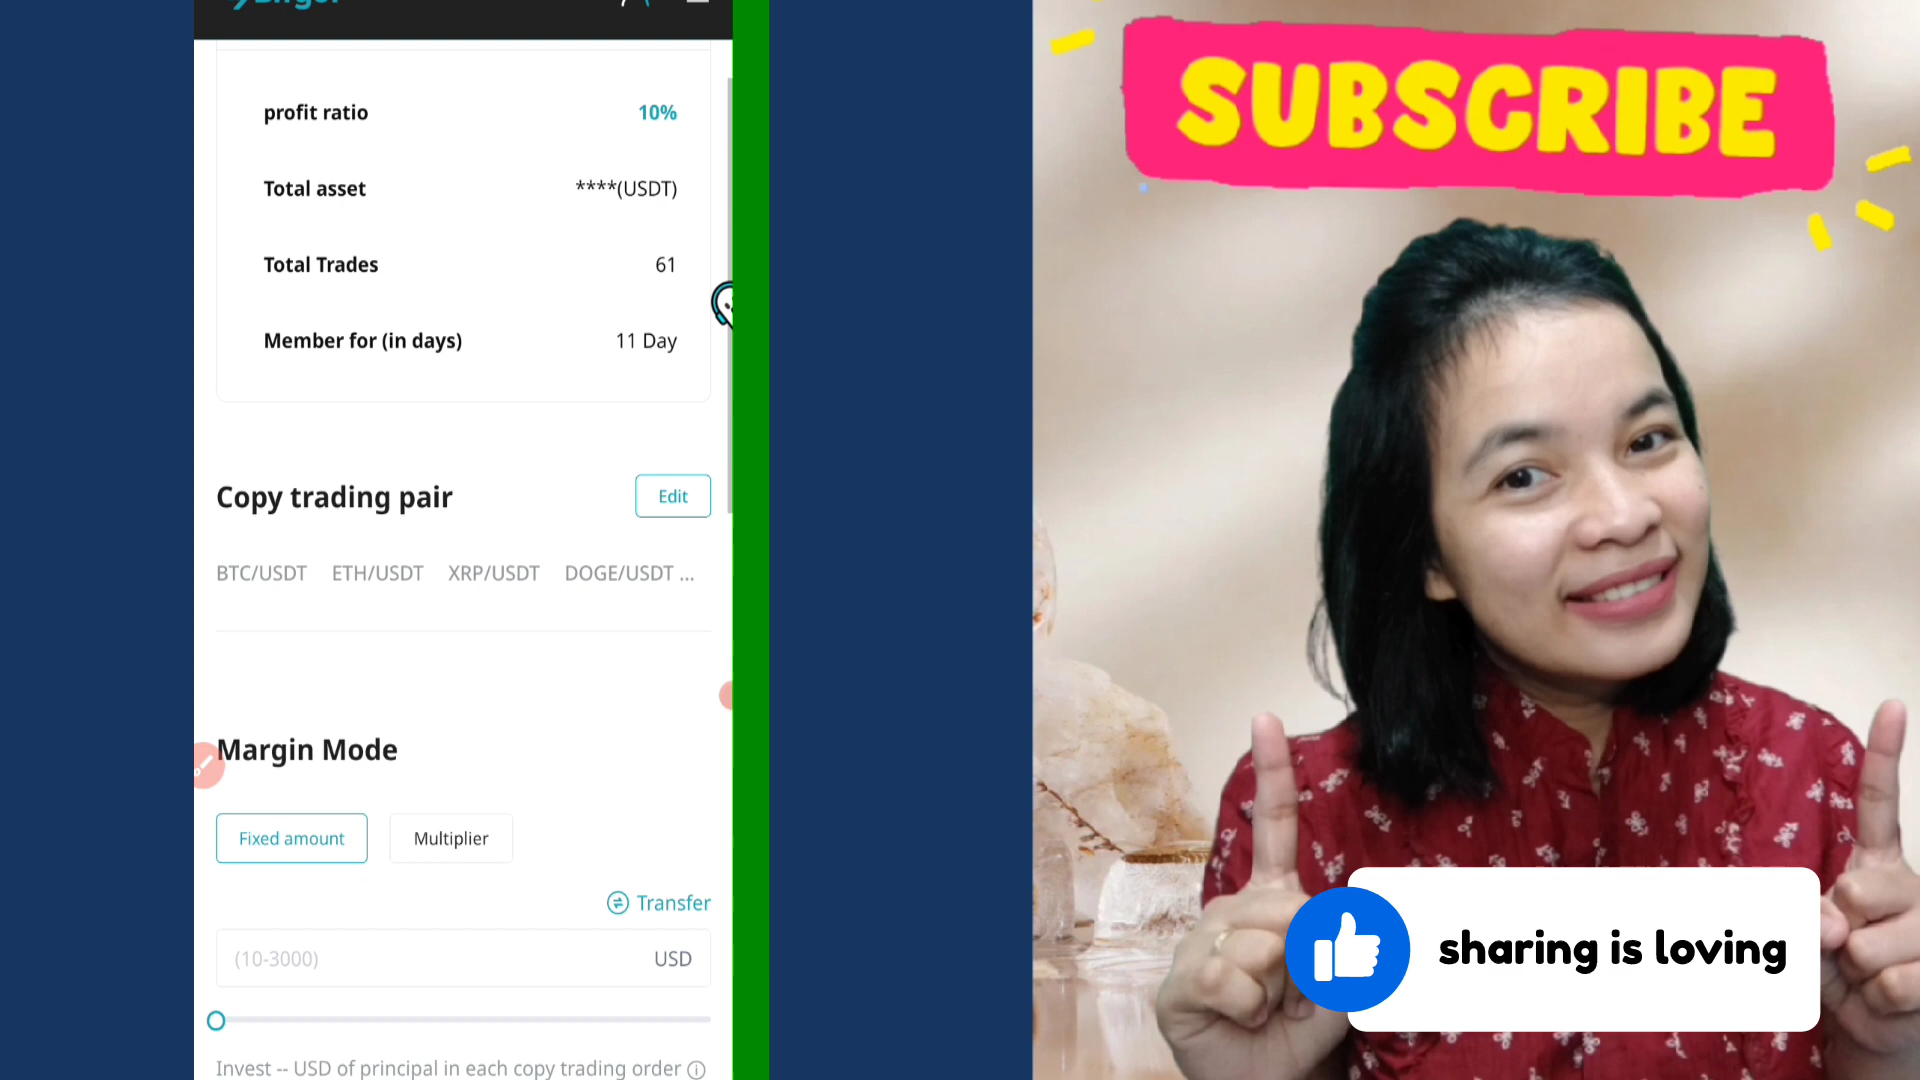 profit ratio 10%
Total asset ****(USDT)
Total Trades 61
Member for (in days) 11 Day
Copy trading pair Edit
BTC/USDT ETH/USDT XRP/USDT DOGE/USDT ...
Margin Mode
Fixed amount Multiplier
Transfer
(10-3000) USD
Invest -- USD of principal in each copy trading order
SUBSCRIBE
sharing is loving